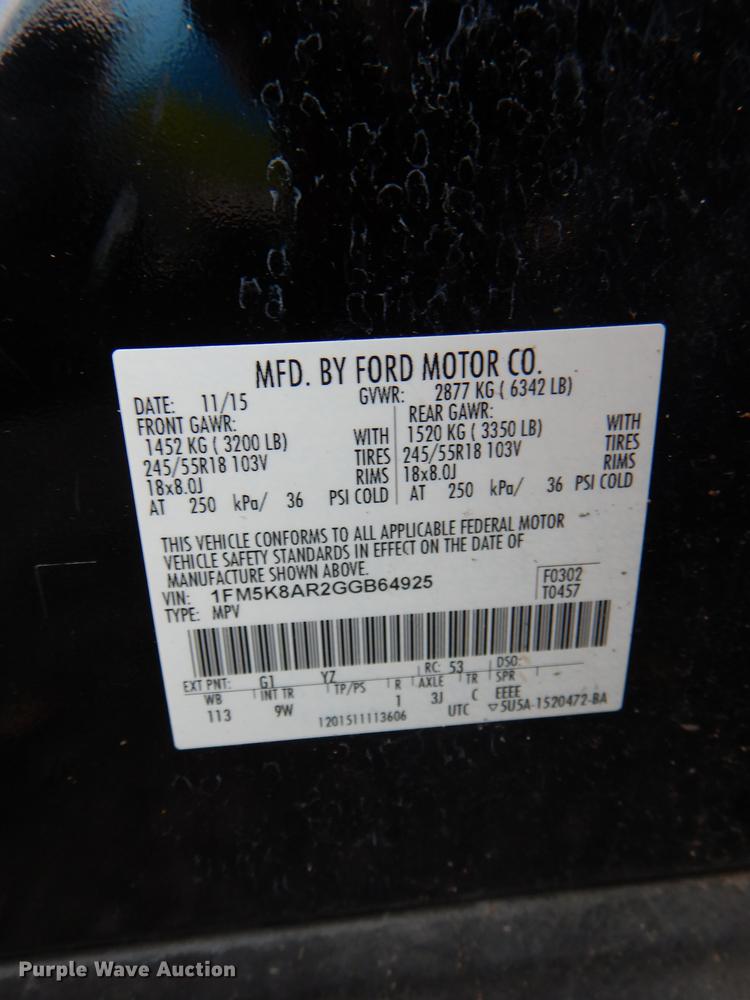 MFD. BY FORD MOTOR CO.
DATE: 11/15 GVWR: 2877 KG ( 6342 LB)
FRONT GAWR: REAR GAWR:
1452 KG ( 3200 LB) WITH 1520 KG ( 3350 LB) WITH
245/55R18 103V TIRES 245/55R18 103V TIRES
18x8.0J RIMS 18x8.0J RIMS
AT 250 kPa/ 36 PSI COLD AT 250 kPa/ 36 PSI COLD
THIS VEHICLE CONFORMS TO ALL APPLICABLE FEDERAL MOTOR
VEHICLE SAFETY STANDARDS IN EFFECT ON THE DATE OF
MANUFACTURE SHOWN ABOVE.
VIN: 1FM5K8AR2GGB64925 F0302
TYPE: MPV T0457
EXT PNT: G1 YZ RC: 53 DSO:
WB INT TR TP/PS R AXLE TR SPR
113 9W 1 3J C EEEE
1201511113606 UTC ▽5U5A-1520472-BA
Purple Wave Auction